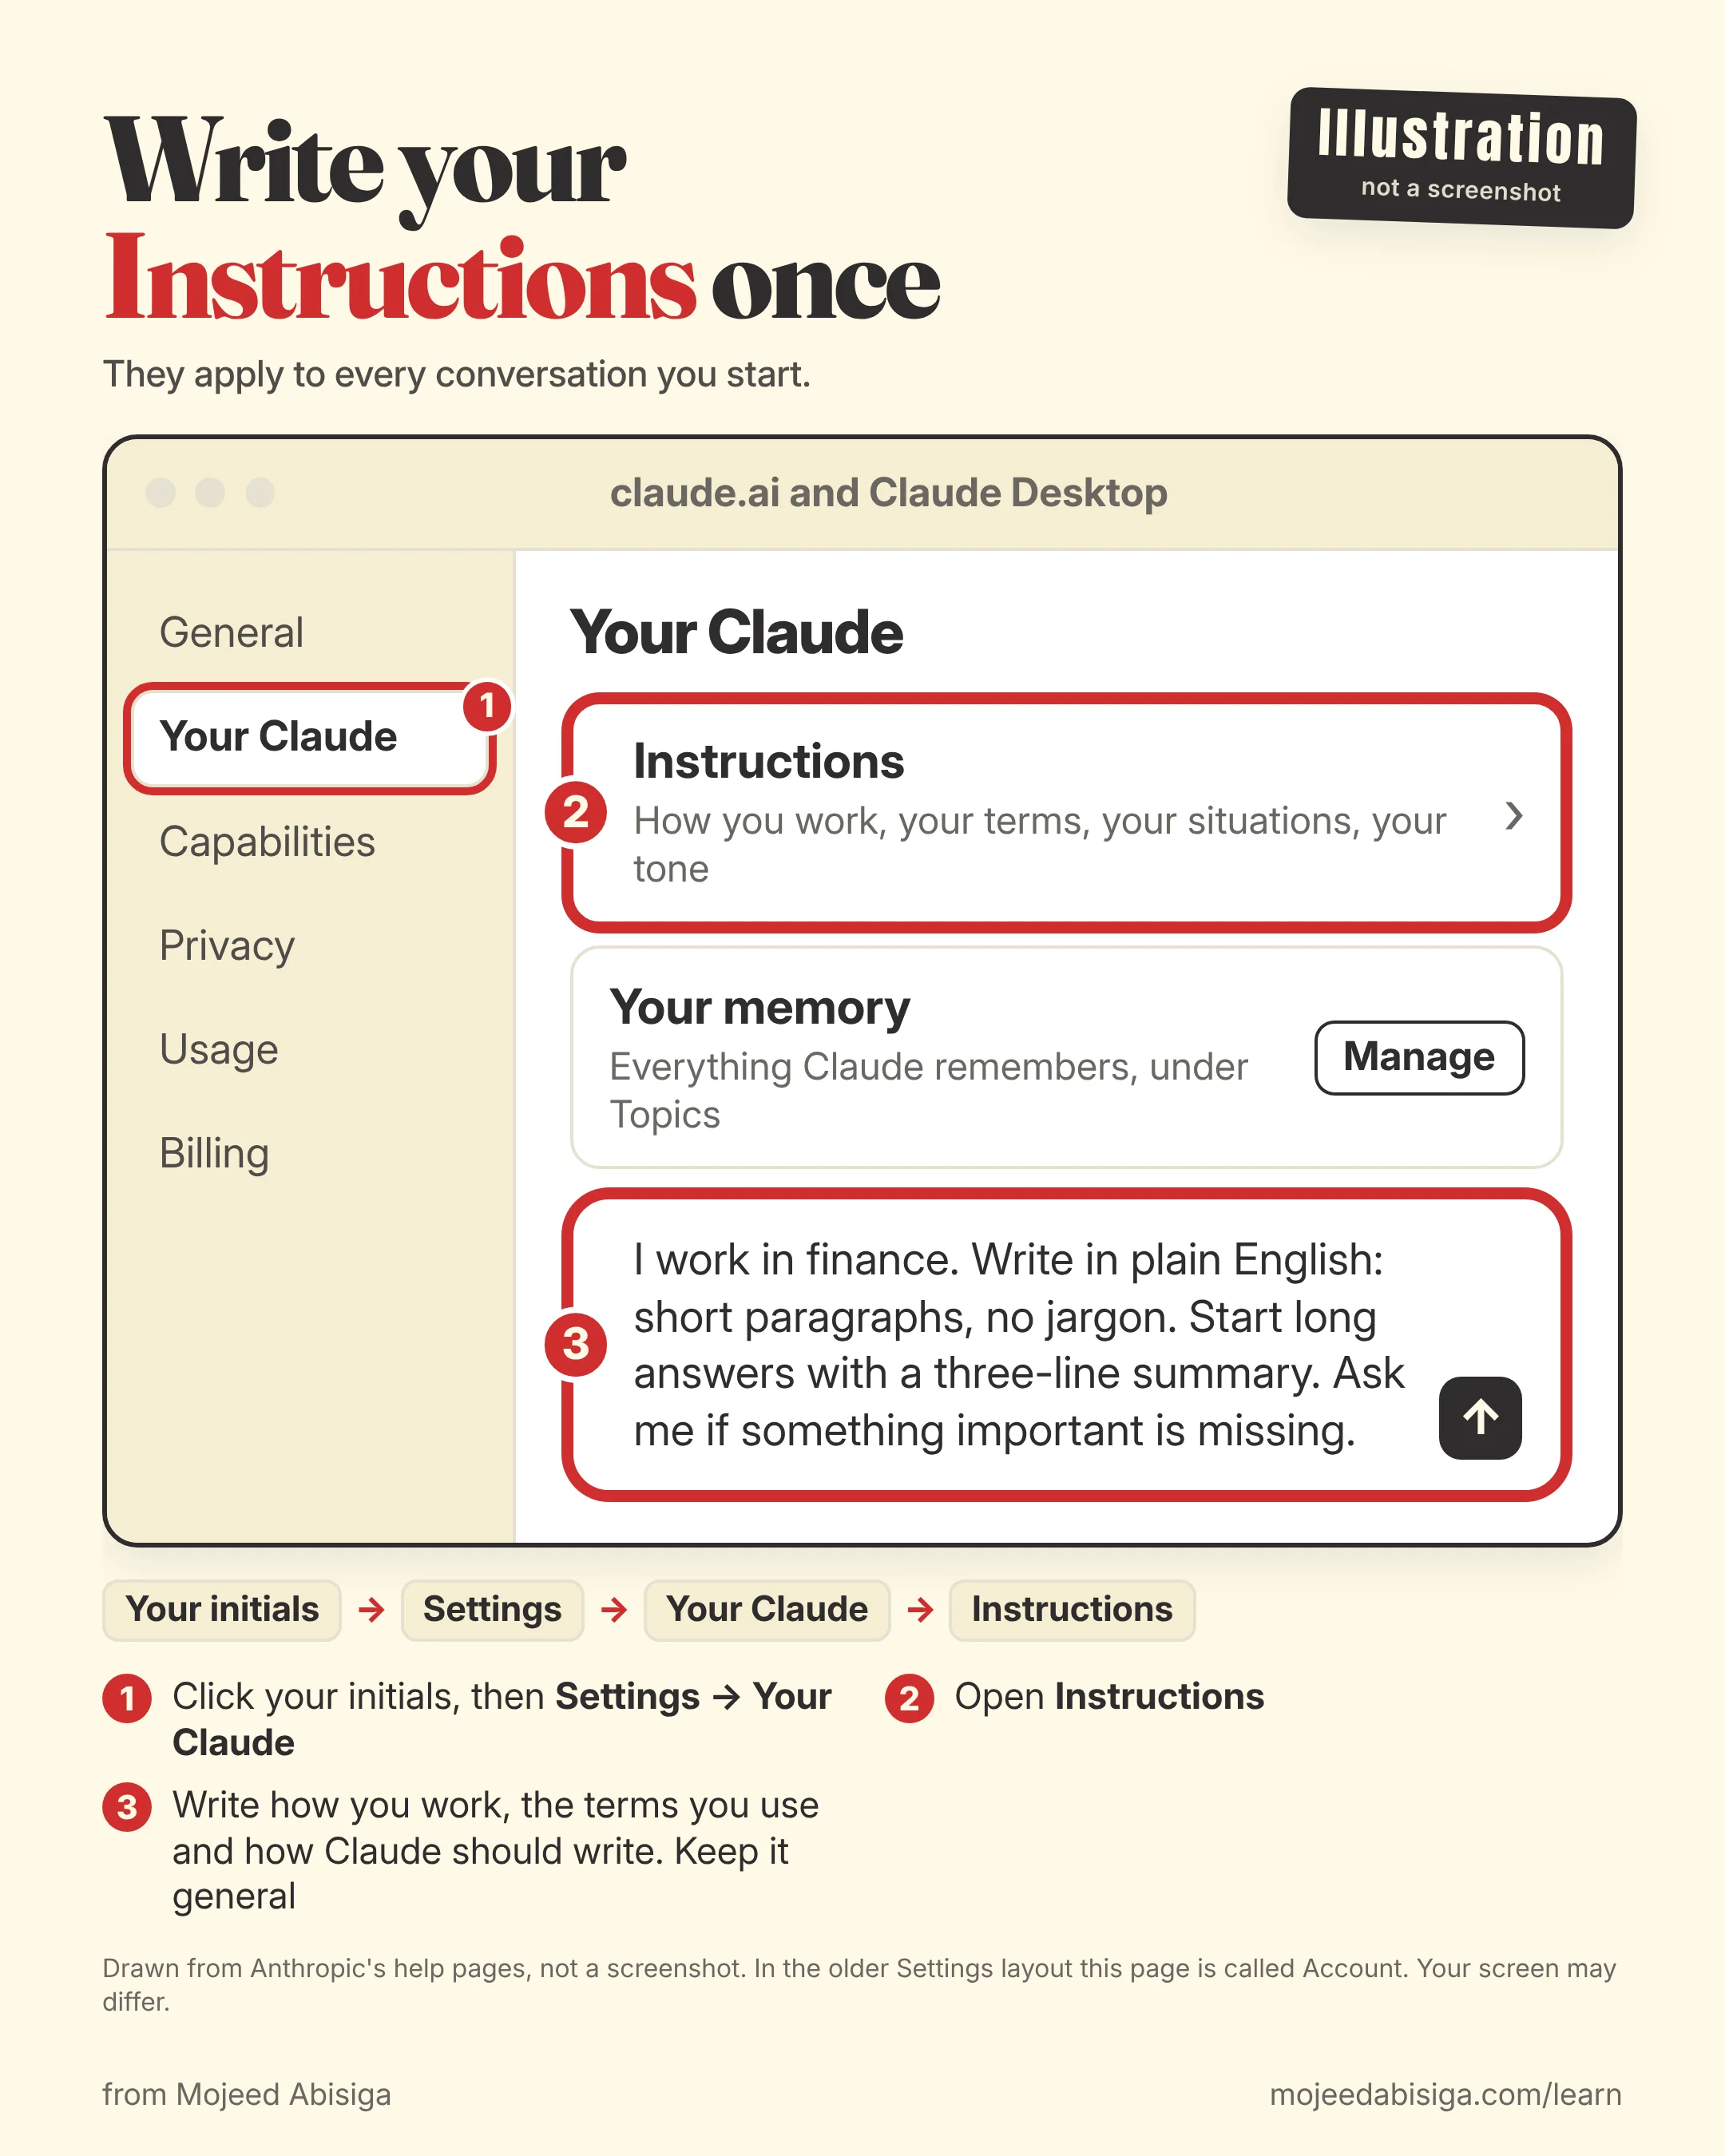 Write your
Instructions once
They apply to every conversation you start.
Illustration
not a screenshot
claude.ai and Claude Desktop
General
Your Claude
1
Capabilities
Privacy
Usage
Billing
Your Claude
2
Instructions
How you work, your terms, your situations, your
tone
›
Your memory
Everything Claude remembers, under
Topics
Manage
3
I work in finance. Write in plain English:
short paragraphs, no jargon. Start long
answers with a three-line summary. Ask
me if something important is missing.
↑
Your initials → Settings → Your Claude → Instructions
1 Click your initials, then Settings → Your
Claude
2 Open Instructions
3 Write how you work, the terms you use
and how Claude should write. Keep it
general
Drawn from Anthropic's help pages, not a screenshot. In the older Settings layout this page is called Account. Your screen may
differ.
from Mojeed Abisiga
mojeedabisiga.com/learn